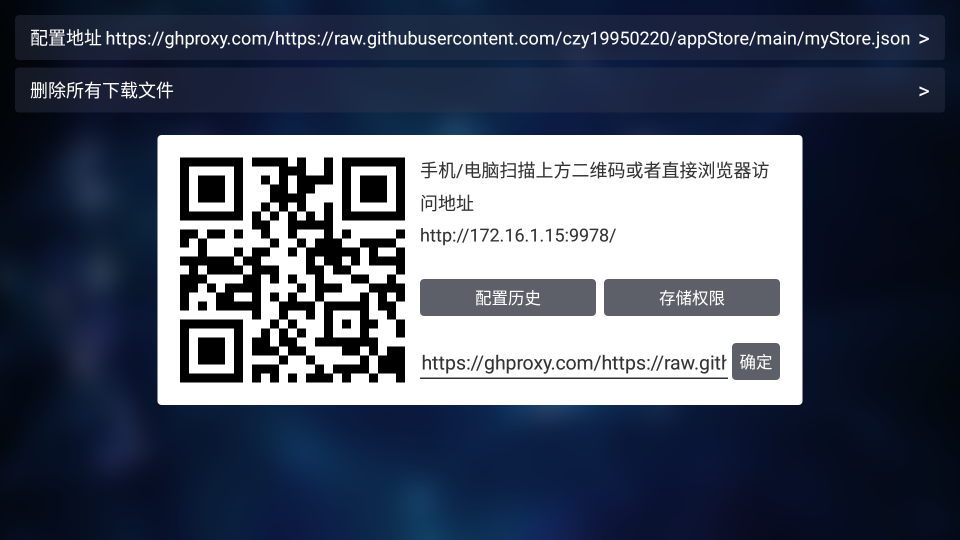 配置地址 https://ghproxy.com/https://raw.githubusercontent.com/czy19950220/appStore/main/myStore.json >
删除所有下载文件 >
手机/电脑扫描上方二维码或者直接浏览器访
问地址
http://172.16.1.15:9978/
配置历史 存储权限
https://ghproxy.com/https://raw.gith 确定